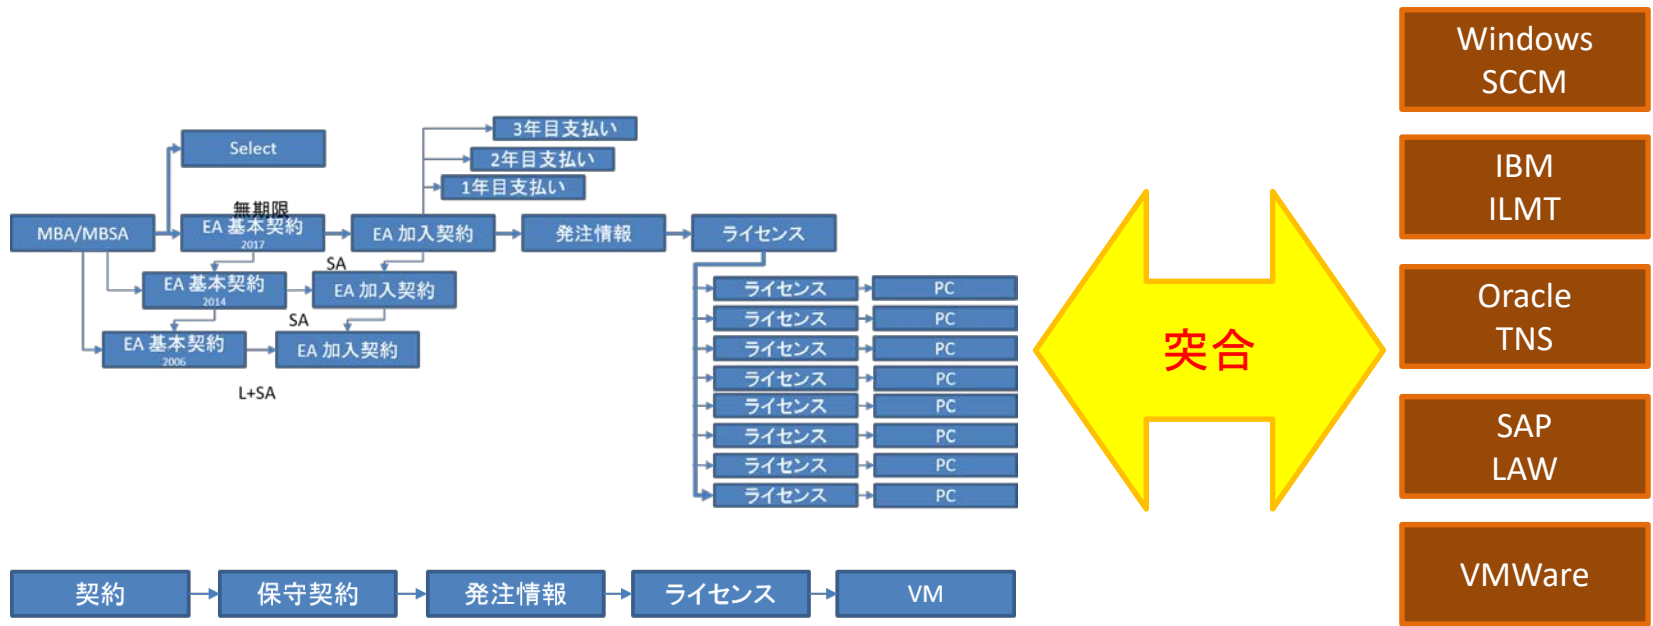 3年目支払い
Select
2年目支払い
1年目支払い
無期限
MBA/MBSA
EA 基本契約
2017
EA 加入契約
発注情報
ライセンス
SA
EA 基本契約
2014
EA 加入契約
SA
EA 基本契約
2006
EA 加入契約
L+SA
ライセンス
PC
ライセンス
PC
ライセンス
PC
ライセンス
PC
ライセンス
PC
ライセンス
PC
ライセンス
PC
ライセンス
PC
契約
保守契約
発注情報
ライセンス
VM
突合
Windows
SCCM
IBM
ILMT
Oracle
TNS
SAP
LAW
VMWare